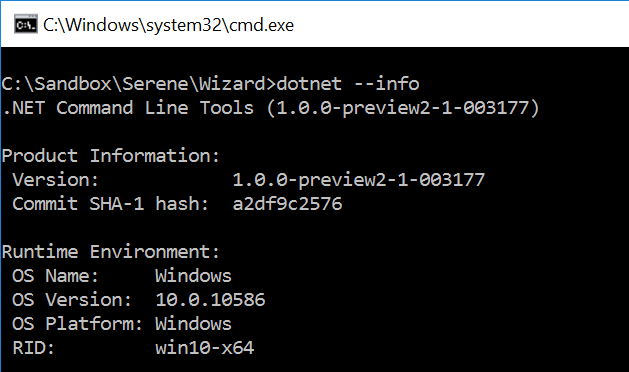 C:\Windows\system32\cmd.exe
C:\Sandbox\Serene\Wizard>dotnet --info
.NET Command Line Tools (1.0.0-preview2-1-003177)
Product Information:
Version: 1.0.0-preview2-1-003177
Commit SHA-1 hash: a2df9c2576
Runtime Environment:
OS Name: Windows
OS Version: 10.0.10586
OS Platform: Windows
RID: win10-x64